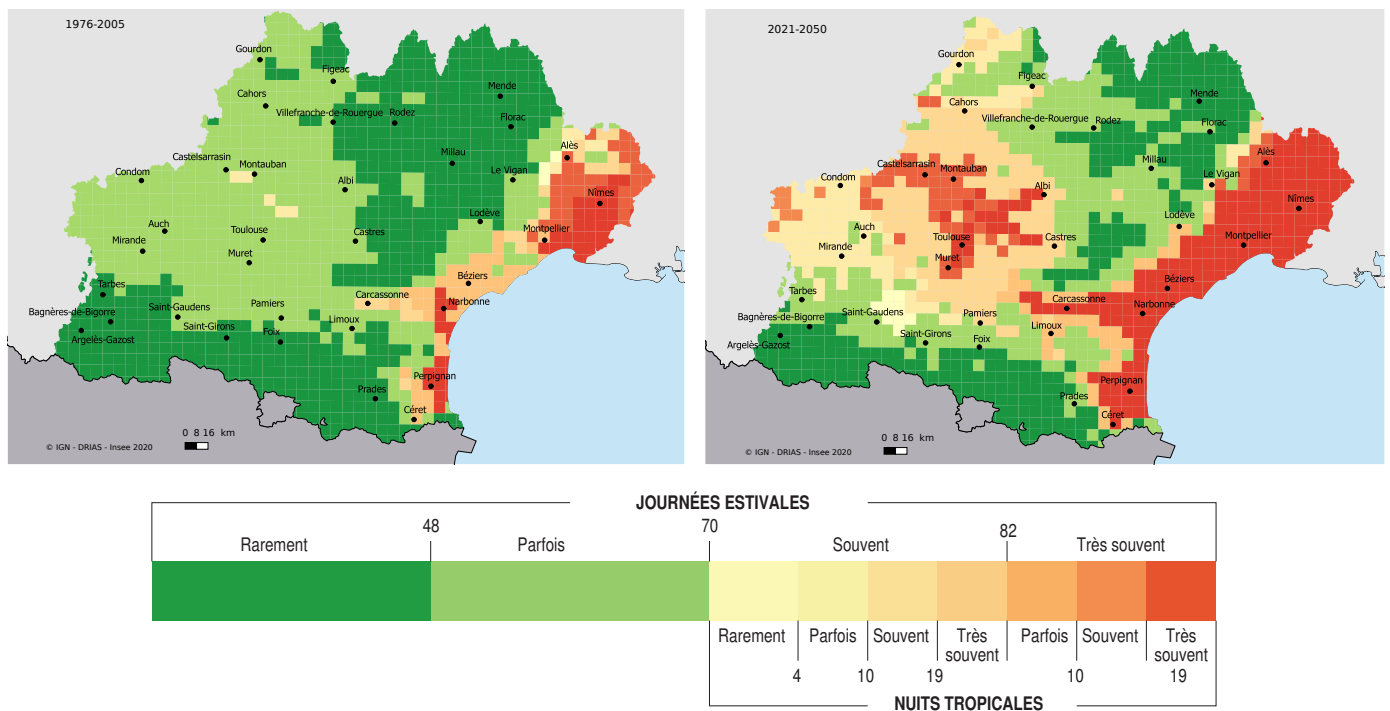 1976-2005
Gourdon
Figeac
Cahors
Mende
Villefranche-de-Rouergue
Rodez
Florac
Castelsarrasin
Montauban
Millau
Alès
Condom
Albi
Le Vigan
Nîmes
Auch
Lodève
Mirande
Toulouse
Castres
Montpellier
Muret
Béziers
Tarbes
Carcassonne
Narbonne
Bagnères-de-Bigorre
Saint-Gaudens
Pamiers
Limoux
Saint-Girons
Foix
Argelès-Gazost
Perpignan
Prades
Céret
0 8 16 km
© IGN - DRIAS - Insee 2020
2021-2050
Gourdon
Figeac
Cahors
Mende
Villefranche-de-Rouergue
Rodez
Florac
Castelsarrasin
Montauban
Millau
Alès
Condom
Albi
Le Vigan
Nîmes
Auch
Lodève
Mirande
Toulouse
Castres
Montpellier
Muret
Béziers
Tarbes
Carcassonne
Narbonne
Bagnères-de-Bigorre
Saint-Gaudens
Pamiers
Limoux
Saint-Girons
Foix
Argelès-Gazost
Perpignan
Prades
Céret
0 8 16 km
© IGN - DRIAS - Insee 2020
JOURNÉES ESTIVALES
48 70 82
Rarement Parfois Souvent Très souvent
Rarement Parfois Souvent Très souvent Parfois Souvent Très souvent
4 10 19 10 19
NUITS TROPICALES